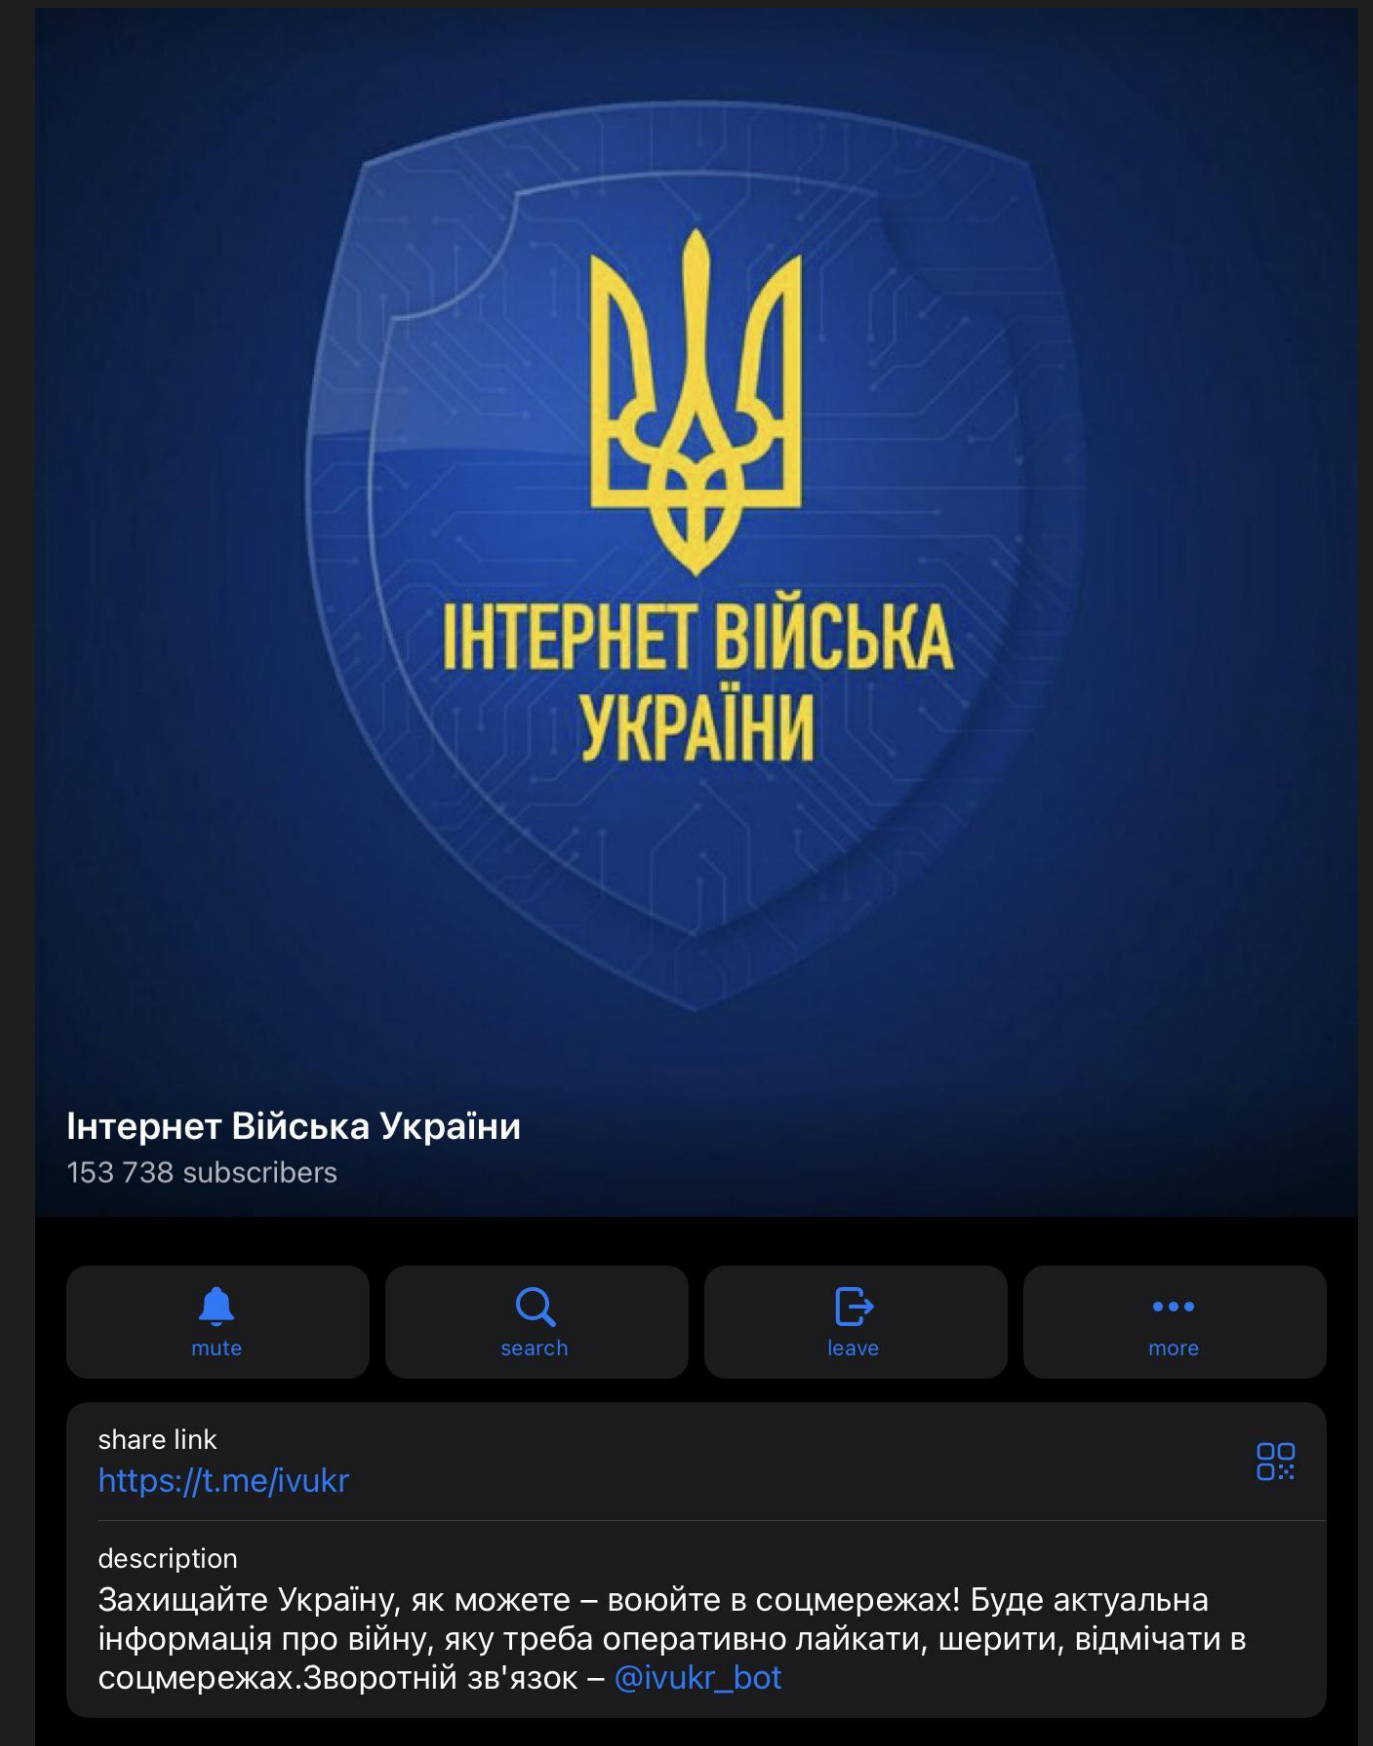 ІНТЕРНЕТ ВІЙСЬКА
УКРАЇНИ
Інтернет Війська України
153 738 subscribers
mute
search
leave
more
share link
https://t.me/ivukr
description
Захищайте Україну, як можете – воюйте в соцмережах! Буде актуальна
інформація про війну, яку треба оперативно лайкати, шерити, відмічати в
соцмережах.Зворотній зв'язок – @ivukr_bot